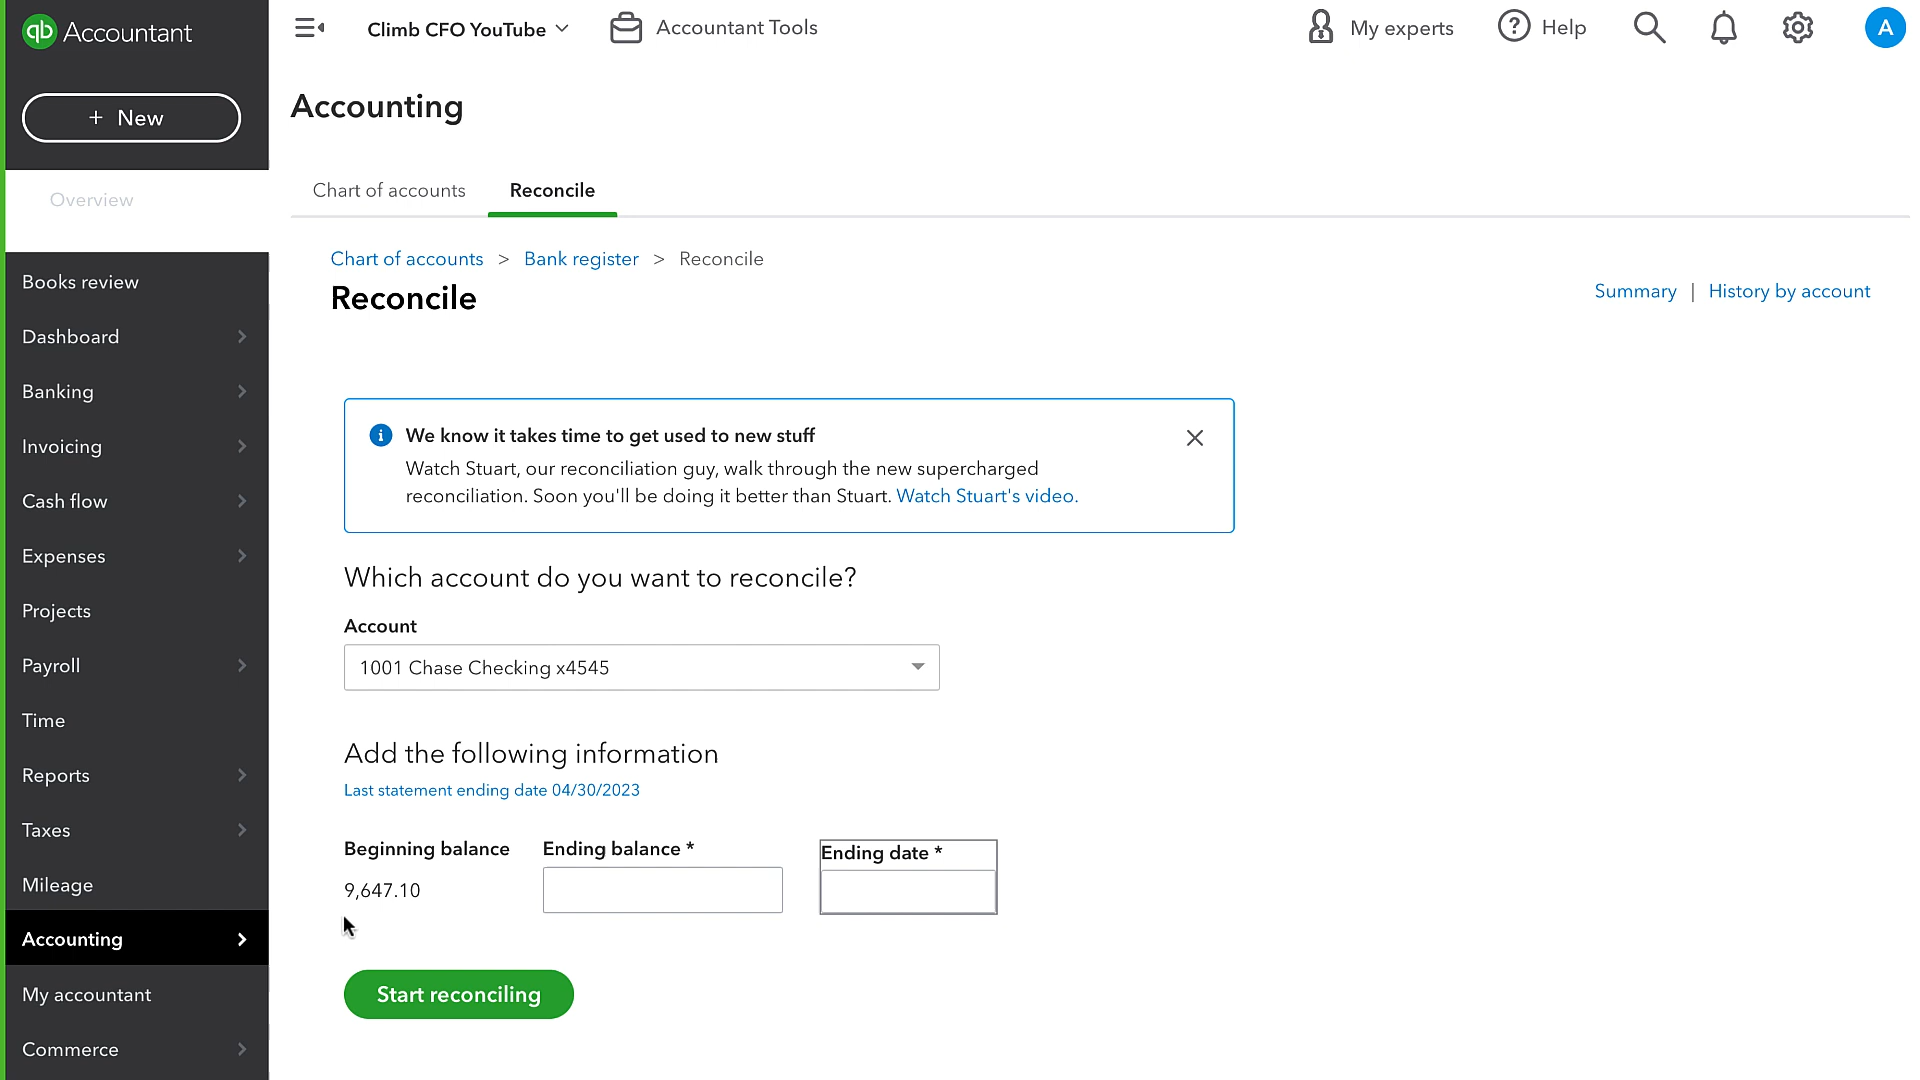 qb Accountant
Climb CFO YouTube
Accountant Tools
My experts
Help
A
+ New
Accounting
Overview
Chart of accounts
Reconcile
Books review
Dashboard
Banking
Invoicing
Cash flow
Expenses
Projects
Payroll
Time
Reports
Taxes
Mileage
Accounting
My accountant
Commerce
Chart of accounts > Bank register > Reconcile
Reconcile
Summary | History by account
We know it takes time to get used to new stuff
Watch Stuart, our reconciliation guy, walk through the new supercharged
reconciliation. Soon you'll be doing it better than Stuart. Watch Stuart's video.
Which account do you want to reconcile?
Account
1001 Chase Checking x4545
Add the following information
Last statement ending date 04/30/2023
Beginning balance
Ending balance *
Ending date *
9,647.10
Start reconciling